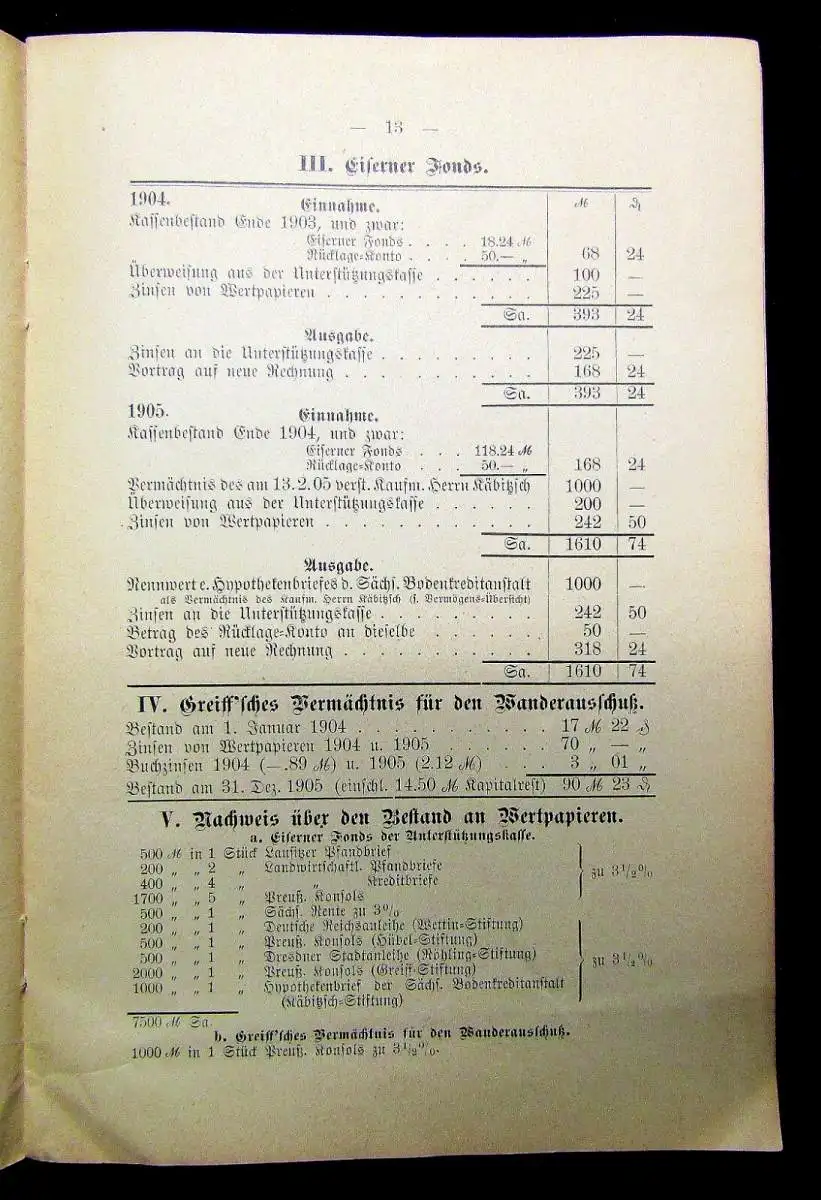 — 13 —
III. Eiserner Fonds.
1904. Einnahme. ℳ ₰
Kassenbestand Ende 1903, und zwar:
Eiserner Fonds . . . . 18.24 ℳ
„ Rücklage-Konto . . . . 50.— „ 68 24
Überweisung aus der Unterstützungskasse . . . . . . 100 —
Zinsen von Wertpapieren . . . . . . . . . . . . 225 —
Sa. 393 24
Ausgabe.
Zinsen an die Unterstützungskasse . . . . . . . . . 225 —
Vortrag auf neue Rechnung . . . . . . . . . . . 168 24
Sa. 393 24
1905. Einnahme.
Kassenbestand Ende 1904, und zwar:
Eiserner Fonds . . . 118.24 ℳ
Rücklage-Konto . . . 50.— „ 168 24
Vermächtnis des am 13.2.05 verst. Kaufm. Herrn Käbitzsch 1000 —
Überweisung aus der Unterstützungskasse . . . . . . 200 —
Zinsen von Wertpapieren . . . . . . . . . . . . 242 50
Sa. 1610 74
Ausgabe.
Nennwert e. Hypothekenbriefes d. Sächs. Bodenkreditanstalt 1000 —
als Vermächtnis des Kaufm. Herrn Käbitzsch (s. Vermögens-Übersicht)
Zinsen an die Unterstützungskasse . . . . . . . . . 242 50
Betrag des Rücklage-Konto an dieselbe . . . . . . 50 —
Vortrag auf neue Rechnung . . . . . . . . . . . 318 24
Sa. 1610 74
IV. Greiff'sches Vermächtnis für den Wanderausschuß.
Bestand am 1. Januar 1904 . . . . . . . . . . . 17 ℳ 22 ₰
Zinsen von Wertpapieren 1904 u. 1905 . . . . . . 70 „ — „
Buchzinsen 1904 (—.89 ℳ) u. 1905 (2.12 ℳ) . . . 3 „ 01 „
Bestand am 31. Dez. 1905 (einschl. 14.50 ℳ Kapitalrest) 90 ℳ 23 ₰
V. Nachweis über den Bestand an Wertpapieren.
a. Eiserner Fonds der Unterstützungskasse.
500 ℳ in 1 Stück Lausitzer Pfandbrief
200 „ „ 2 „ Landwirtschaftl. Pfandbriefe
400 „ „ 4 „ „ Kreditbriefe zu 3 1/2 %
1700 „ „ 5 „ Preuß. Konsols
500 „ „ 1 „ Sächs. Rente zu 3%
200 „ „ 1 „ Deutsche Reichsanleihe (Wettin-Stiftung)
500 „ „ 1 „ Preuß. Konsols (Hübel-Stiftung)
500 „ „ 1 „ Dresdner Stadtanleihe (Röhling-Stiftung) zu 3 1/2 %
2000 „ „ 1 „ Preuß. Konsols (Greiff-Stiftung)
1000 „ „ 1 „ Hypothekenbrief der Sächs. Bodenkreditanstalt
(Käbitzsch-Stiftung)
7500 ℳ Sa.
b. Greiff'sches Vermächtnis für den Wanderausschuß.
1000 ℳ in 1 Stück Preuß. Konsols zu 3 1/2 %.